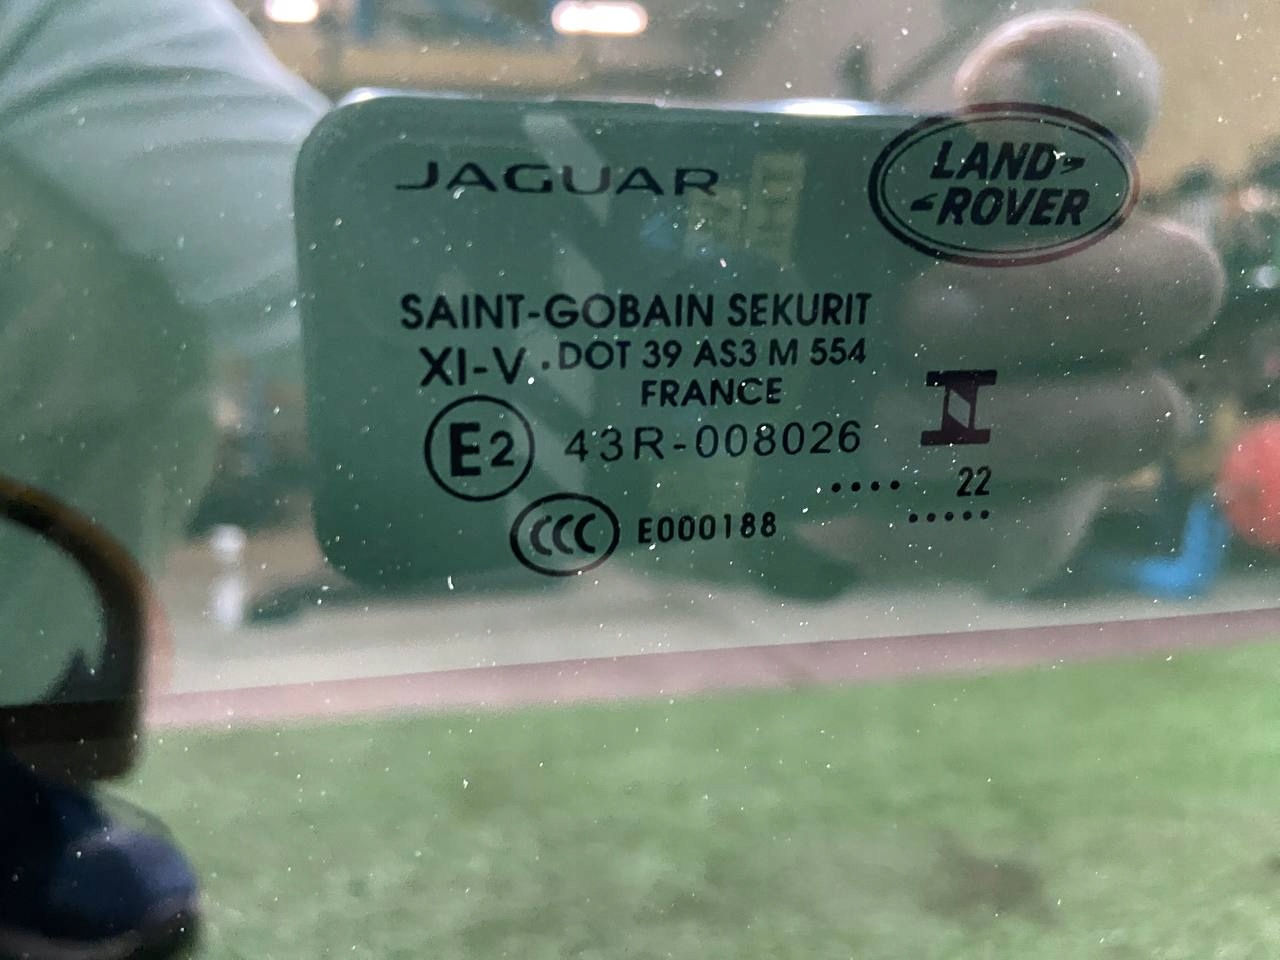 JAGUAR
LAND ROVER
SAINT-GOBAIN SEKURIT
XI-V .DOT 39 AS3 M 554
FRANCE
E2 43R-008026
.... 22
.....
CCC E000188